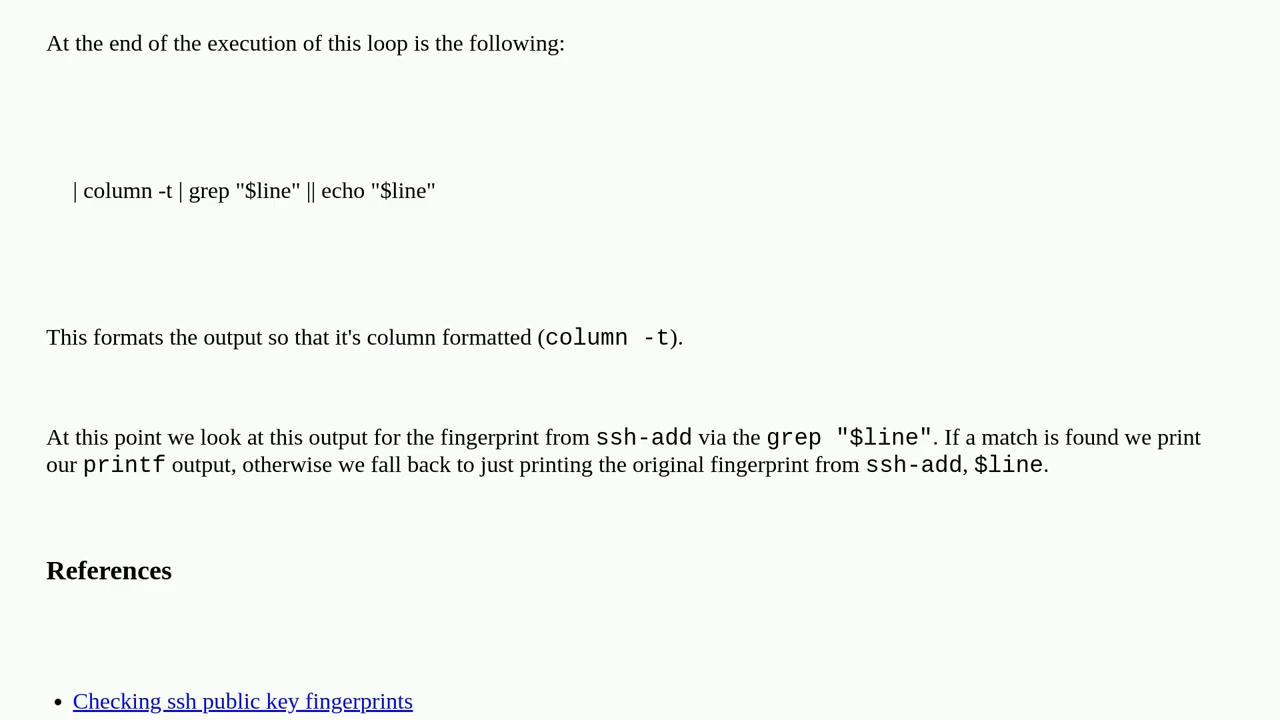 At the end of the execution of this loop is the following:
| column -t | grep "$line" || echo "$line"
This formats the output so that it's column formatted (column -t).
At this point we look at this output for the fingerprint from ssh-add via the grep "$line". If a match is found we print
our printf output, otherwise we fall back to just printing the original fingerprint from ssh-add, $line.
References
• Checking ssh public key fingerprints